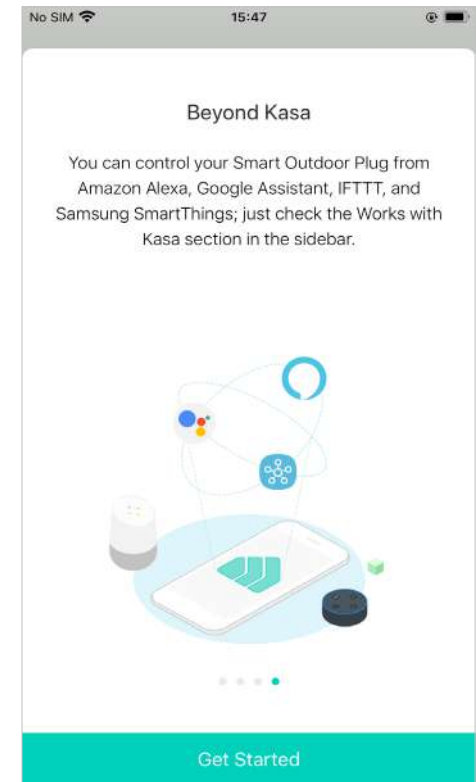 No SIM 15:47
Beyond Kasa
You can control your Smart Outdoor Plug from
Amazon Alexa, Google Assistant, IFTTT, and
Samsung SmartThings; just check the Works with
Kasa section in the sidebar.
Get Started